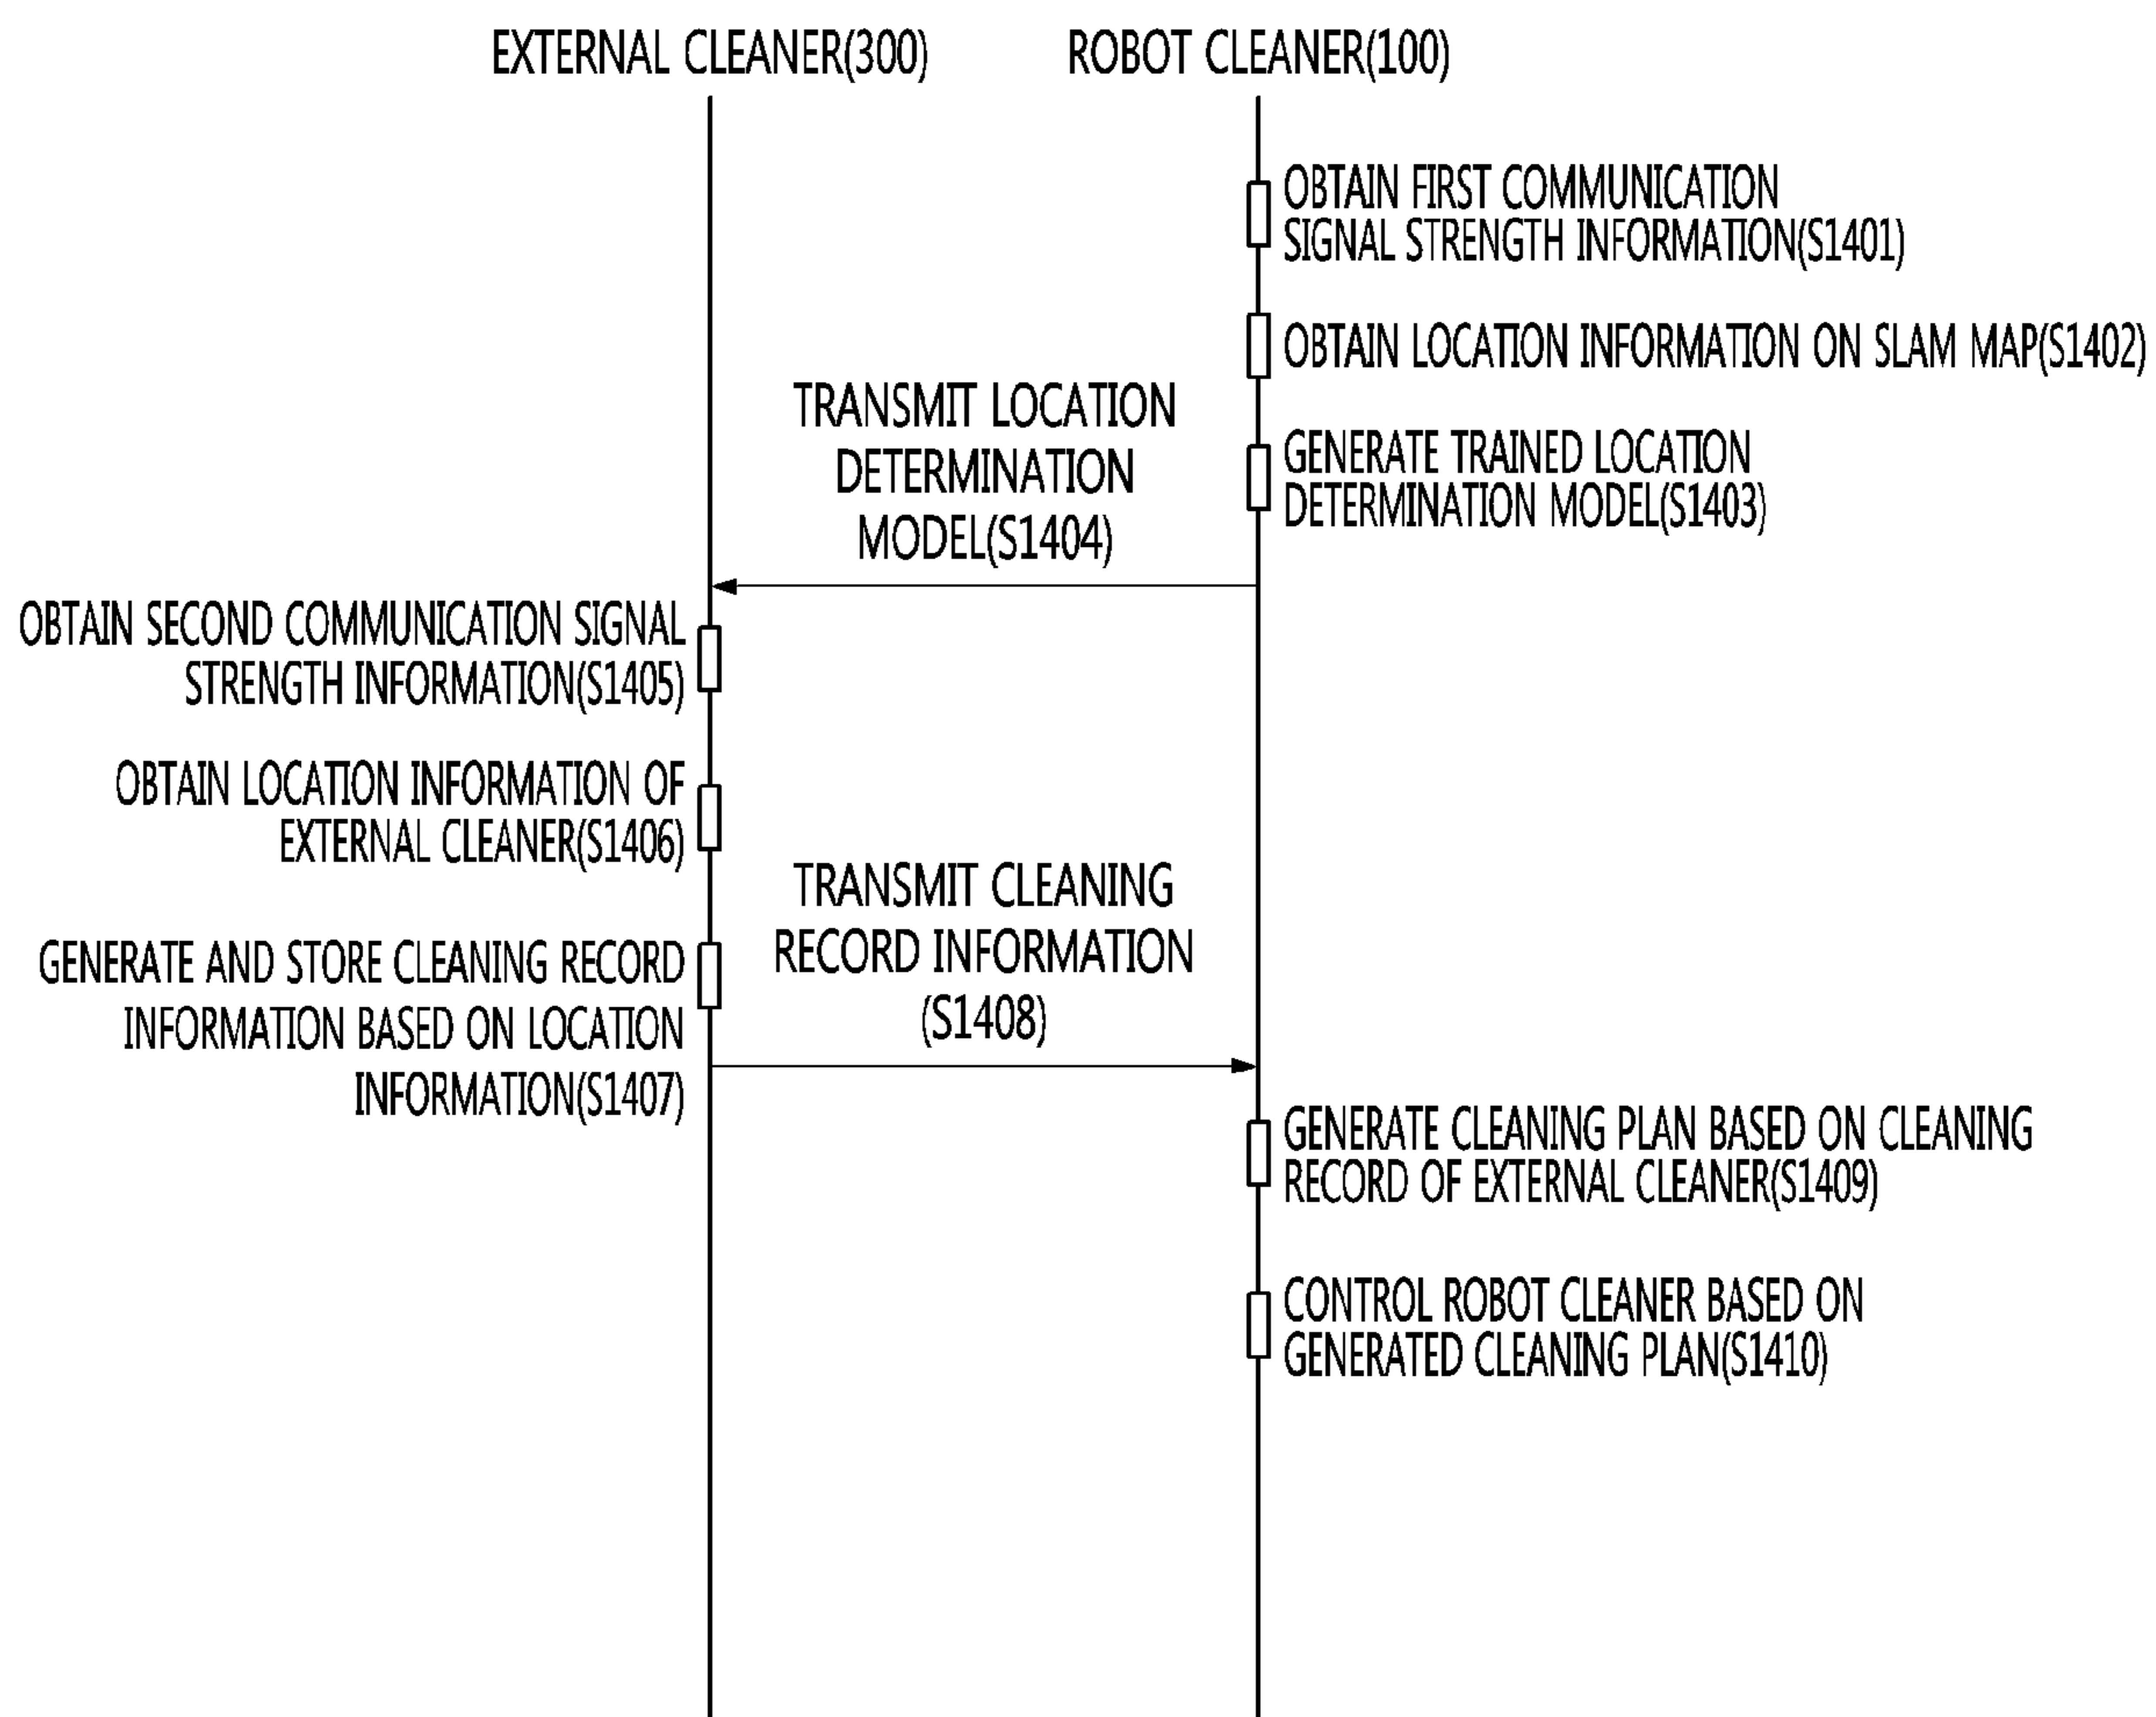 EXTERNAL CLEANER(300)
ROBOT CLEANER(100)
OBTAIN FIRST COMMUNICATION
SIGNAL STRENGTH INFORMATION(S1401)
OBTAIN LOCATION INFORMATION ON SLAM MAP(S1402)
GENERATE TRAINED LOCATION
DETERMINATION MODEL(S1403)
TRANSMIT LOCATION
DETERMINATION
MODEL(S1404)
OBTAIN SECOND COMMUNICATION SIGNAL
STRENGTH INFORMATION(S1405)
OBTAIN LOCATION INFORMATION OF
EXTERNAL CLEANER(S1406)
GENERATE AND STORE CLEANING RECORD
INFORMATION BASED ON LOCATION
INFORMATION(S1407)
TRANSMIT CLEANING
RECORD INFORMATION
(S1408)
GENERATE CLEANING PLAN BASED ON CLEANING
RECORD OF EXTERNAL CLEANER(S1409)
CONTROL ROBOT CLEANER BASED ON
GENERATED CLEANING PLAN(S1410)